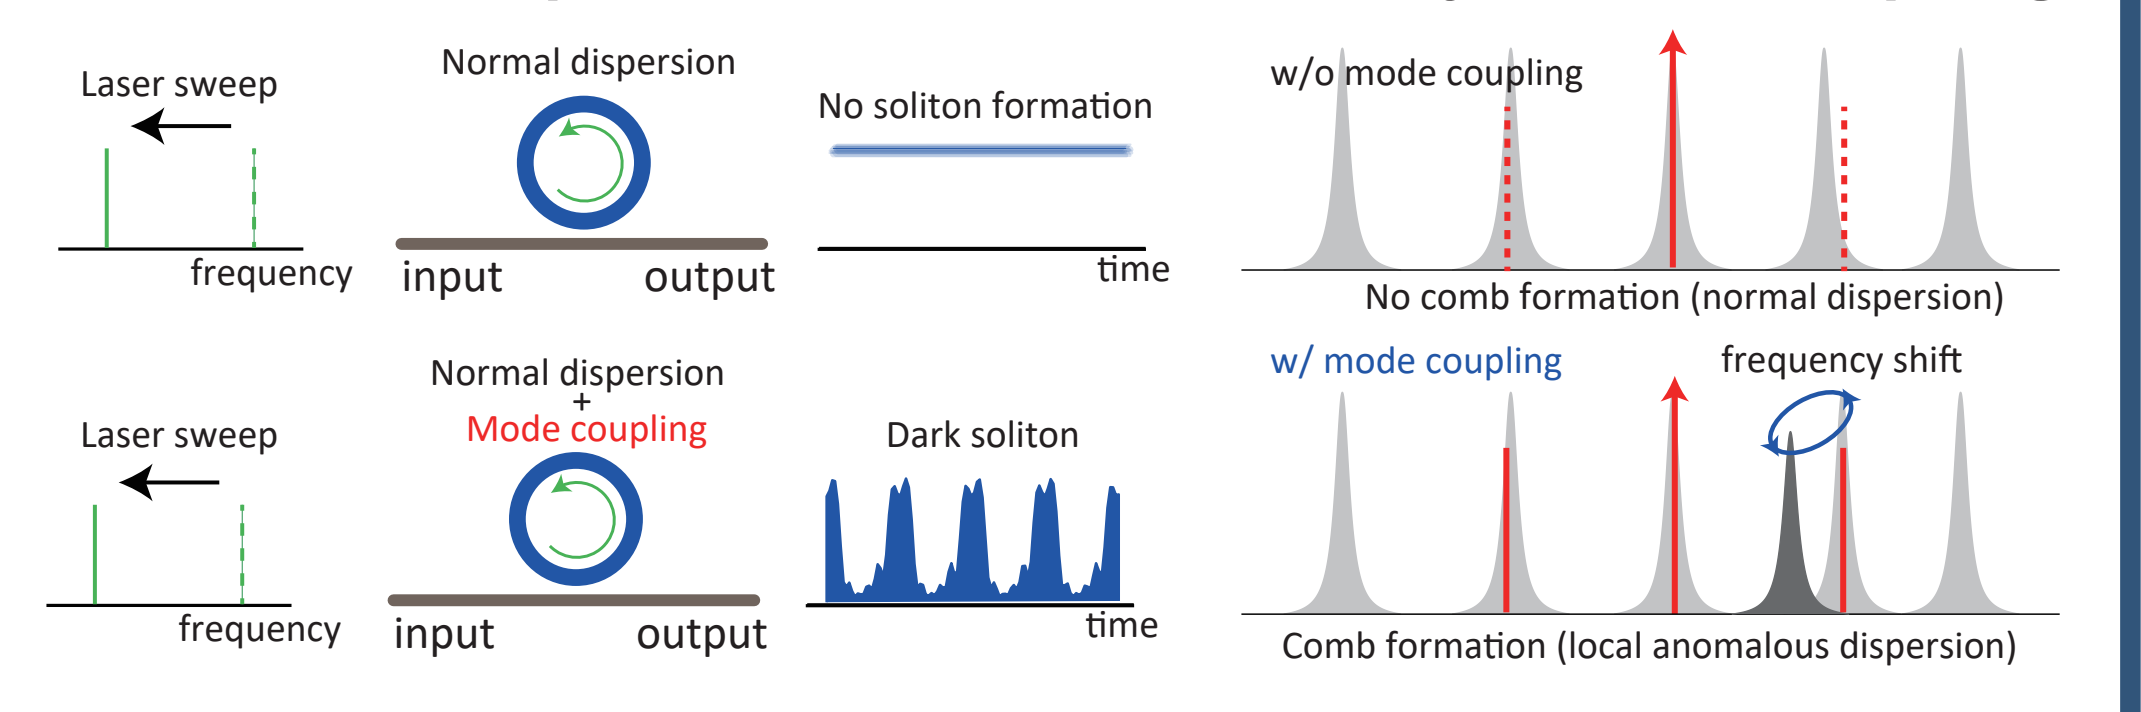 Laser sweep
frequency
Normal dispersion
input output
No soliton formation
time
w/o mode coupling
No comb formation (normal dispersion)
Laser sweep
frequency
Normal dispersion
+
Mode coupling
input output
Dark soliton
time
w/ mode coupling
frequency shift
Comb formation (local anomalous dispersion)